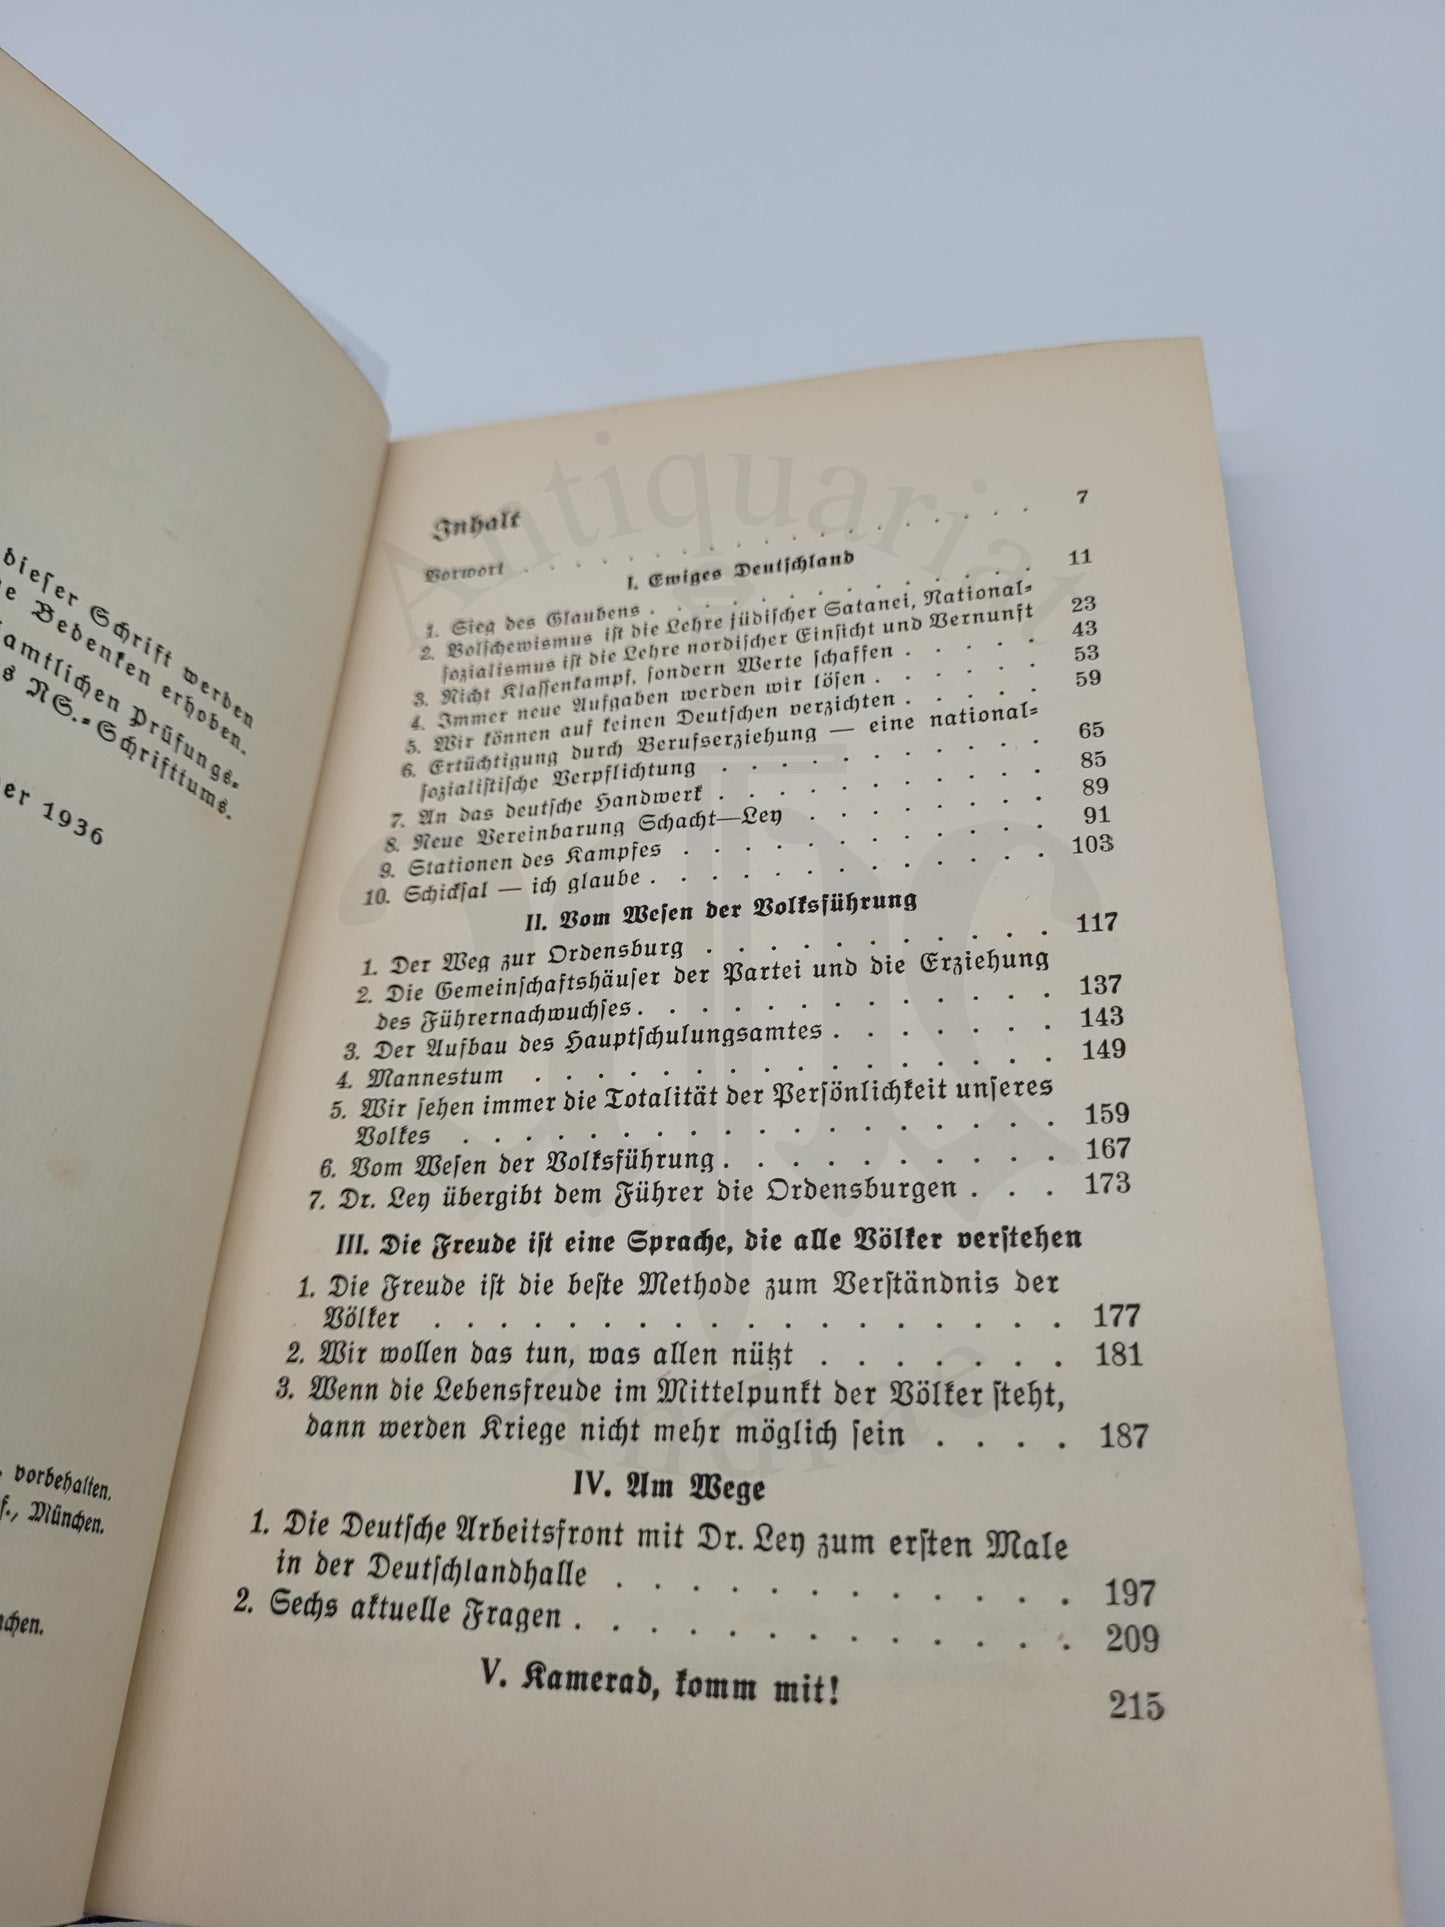 dieser Schrift werden
Bedenken erhoben.
amtlichen Prüfungs-
NS.-Schrifttums.
er 1936
vorbehalten.
f., München.
chen.
Inhalt
Vorwort . . . . . . . . . . . . . . . . 7
I. Ewiges Deutschland
1. Sieg des Glaubens . . . . . . . . . . . . 11
2. Bolschewismus ist die Lehre jüdischer Satanei, National-
sozialismus ist die Lehre nordischer Einsicht und Vernunft 23
3. Nicht Klassenkampf, sondern Werte schaffen . . . . . 43
4. Immer neue Aufgaben werden wir lösen . . . . . . 53
5. Wir können auf keinen Deutschen verzichten . . . . . 59
6. Ertüchtigung durch Berufserziehung — eine national-
sozialistische Verpflichtung . . . . . . . . . 65
7. An das deutsche Handwerk . . . . . . . . . 85
8. Neue Vereinbarung Schacht—Ley . . . . . . . 89
9. Stationen des Kampfes . . . . . . . . . . 91
10. Schicksal — ich glaube . . . . . . . . . . . 103
II. Vom Wesen der Volksführung
1. Der Weg zur Ordensburg . . . . . . . . . . 117
2. Die Gemeinschaftshäuser der Partei und die Erziehung
des Führernachwuchses . . . . . . . . . . . 137
3. Der Aufbau des Hauptschulungsamtes . . . . . . 143
4. Mannestum . . . . . . . . . . . . . . 149
5. Wir sehen immer die Totalität der Persönlichkeit unseres
Volkes . . . . . . . . . . . . . . . 159
6. Vom Wesen der Volksführung . . . . . . . . . 167
7. Dr. Ley übergibt dem Führer die Ordensburgen . . . 173
III. Die Freude ist eine Sprache, die alle Völker verstehen
1. Die Freude ist die beste Methode zum Verständnis der
Völker . . . . . . . . . . . . . . . 177
2. Wir wollen das tun, was allen nützt . . . . . . . 181
3. Wenn die Lebensfreude im Mittelpunkt der Völker steht,
dann werden Kriege nicht mehr möglich sein . . . . 187
IV. Am Wege
1. Die Deutsche Arbeitsfront mit Dr. Ley zum ersten Male
in der Deutschlandhalle . . . . . . . . . . . 197
2. Sechs aktuelle Fragen . . . . . . . . . . . 209
V. Kamerad, komm mit! 215
Antiquariat